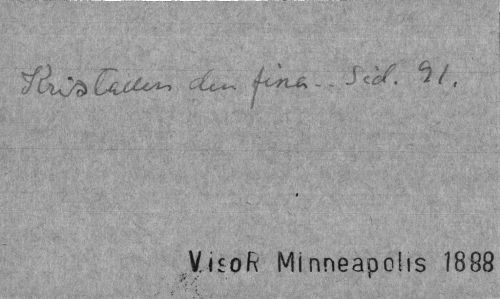 Kristallen den fina.. Sid. 91.
VisoR Minneapolis 1888